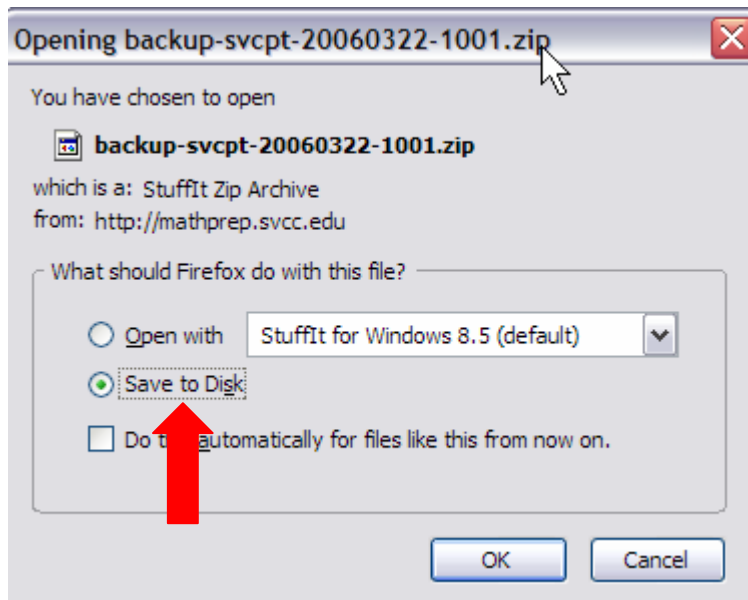 Opening backup-svcpt-20060322-1001.zip
You have chosen to open
backup-svcpt-20060322-1001.zip
which is a: StuffIt Zip Archive
from: http://mathprep.svcc.edu
What should Firefox do with this file?
Open with StuffIt for Windows 8.5 (default)
Save to Disk
Do automatically for files like this from now on.
OK Cancel